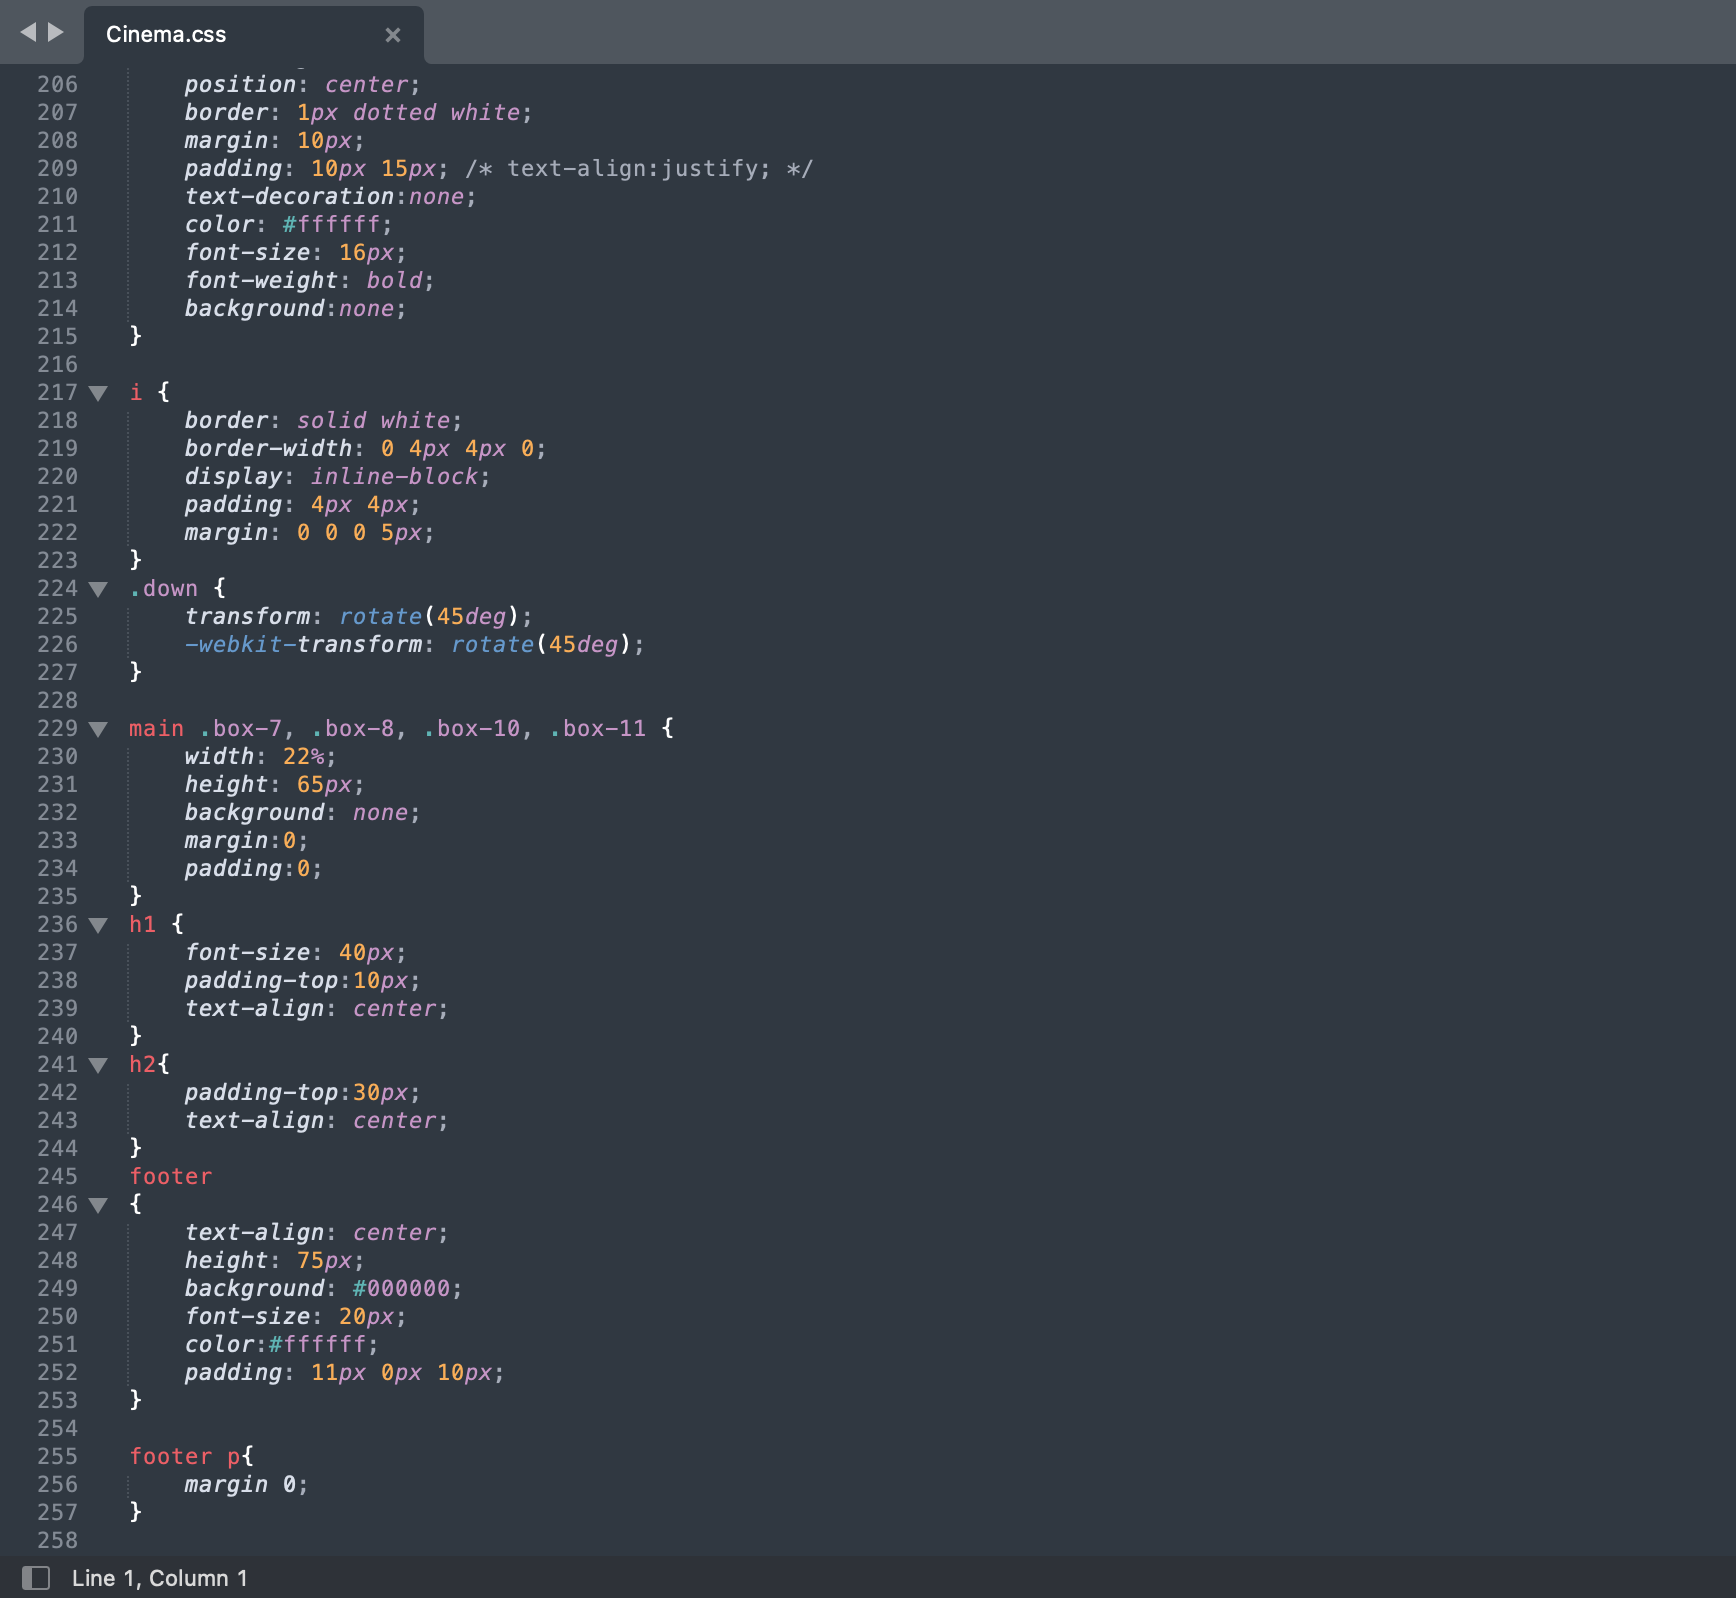 Cinema.css ×
206 position: center;
207 border: 1px dotted white;
208 margin: 10px;
209 padding: 10px 15px; /* text-align:justify; */
210 text-decoration:none;
211 color: #ffffff;
212 font-size: 16px;
213 font-weight: bold;
214 background:none;
215 }
216
217 i {
218 border: solid white;
219 border-width: 0 4px 4px 0;
220 display: inline-block;
221 padding: 4px 4px;
222 margin: 0 0 0 5px;
223 }
224 .down {
225 transform: rotate(45deg);
226 -webkit-transform: rotate(45deg);
227 }
228
229 main .box-7, .box-8, .box-10, .box-11 {
230 width: 22%;
231 height: 65px;
232 background: none;
233 margin:0;
234 padding:0;
235 }
236 h1 {
237 font-size: 40px;
238 padding-top:10px;
239 text-align: center;
240 }
241 h2{
242 padding-top:30px;
243 text-align: center;
244 }
245 footer
246 {
247 text-align: center;
248 height: 75px;
249 background: #000000;
250 font-size: 20px;
251 color:#ffffff;
252 padding: 11px 0px 10px;
253 }
254
255 footer p{
256 margin 0;
257 }
258
Line 1, Column 1